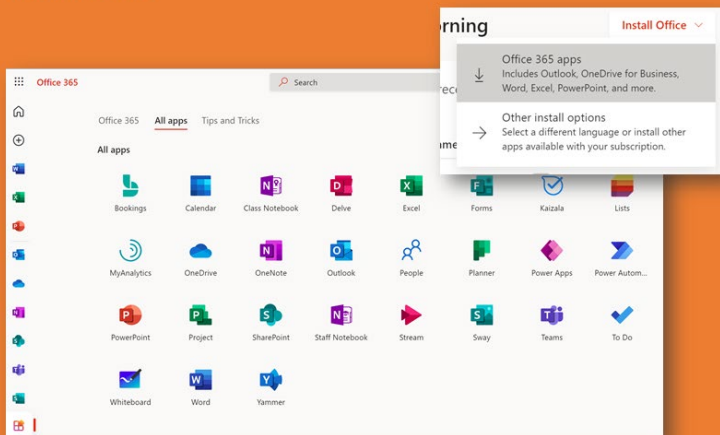 rning
Install Office
Office 365 apps
Includes Outlook, OneDrive for Business,
Word, Excel, PowerPoint, and more.
Other install options
Select a different language or install other
apps available with your subscription.
Office 365
Search
rece
ame
Office 365 All apps Tips and Tricks
All apps
Bookings Calendar Class Notebook Delve Excel Forms Kaizala Lists
MyAnalytics OneDrive OneNote Outlook People Planner Power Apps Power Autom...
PowerPoint Project SharePoint Staff Notebook Stream Sway Teams To Do
Whiteboard Word Yammer